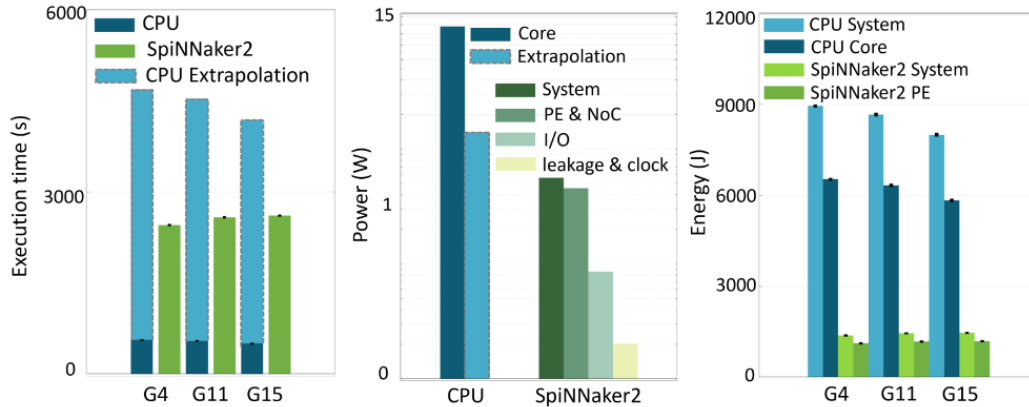 6000
CPU
SpiNNaker2
CPU Extrapolation
Execution time (s)
3000
0
G4 G11 G15
15
Core
Extrapolation
System
PE & NoC
I/O
leakage & clock
Power (W)
1
0
CPU SpiNNaker2
12000
CPU System
CPU Core
SpiNNaker2 System
SpiNNaker2 PE
9000
Energy (J)
6000
3000
0
G4 G11 G15